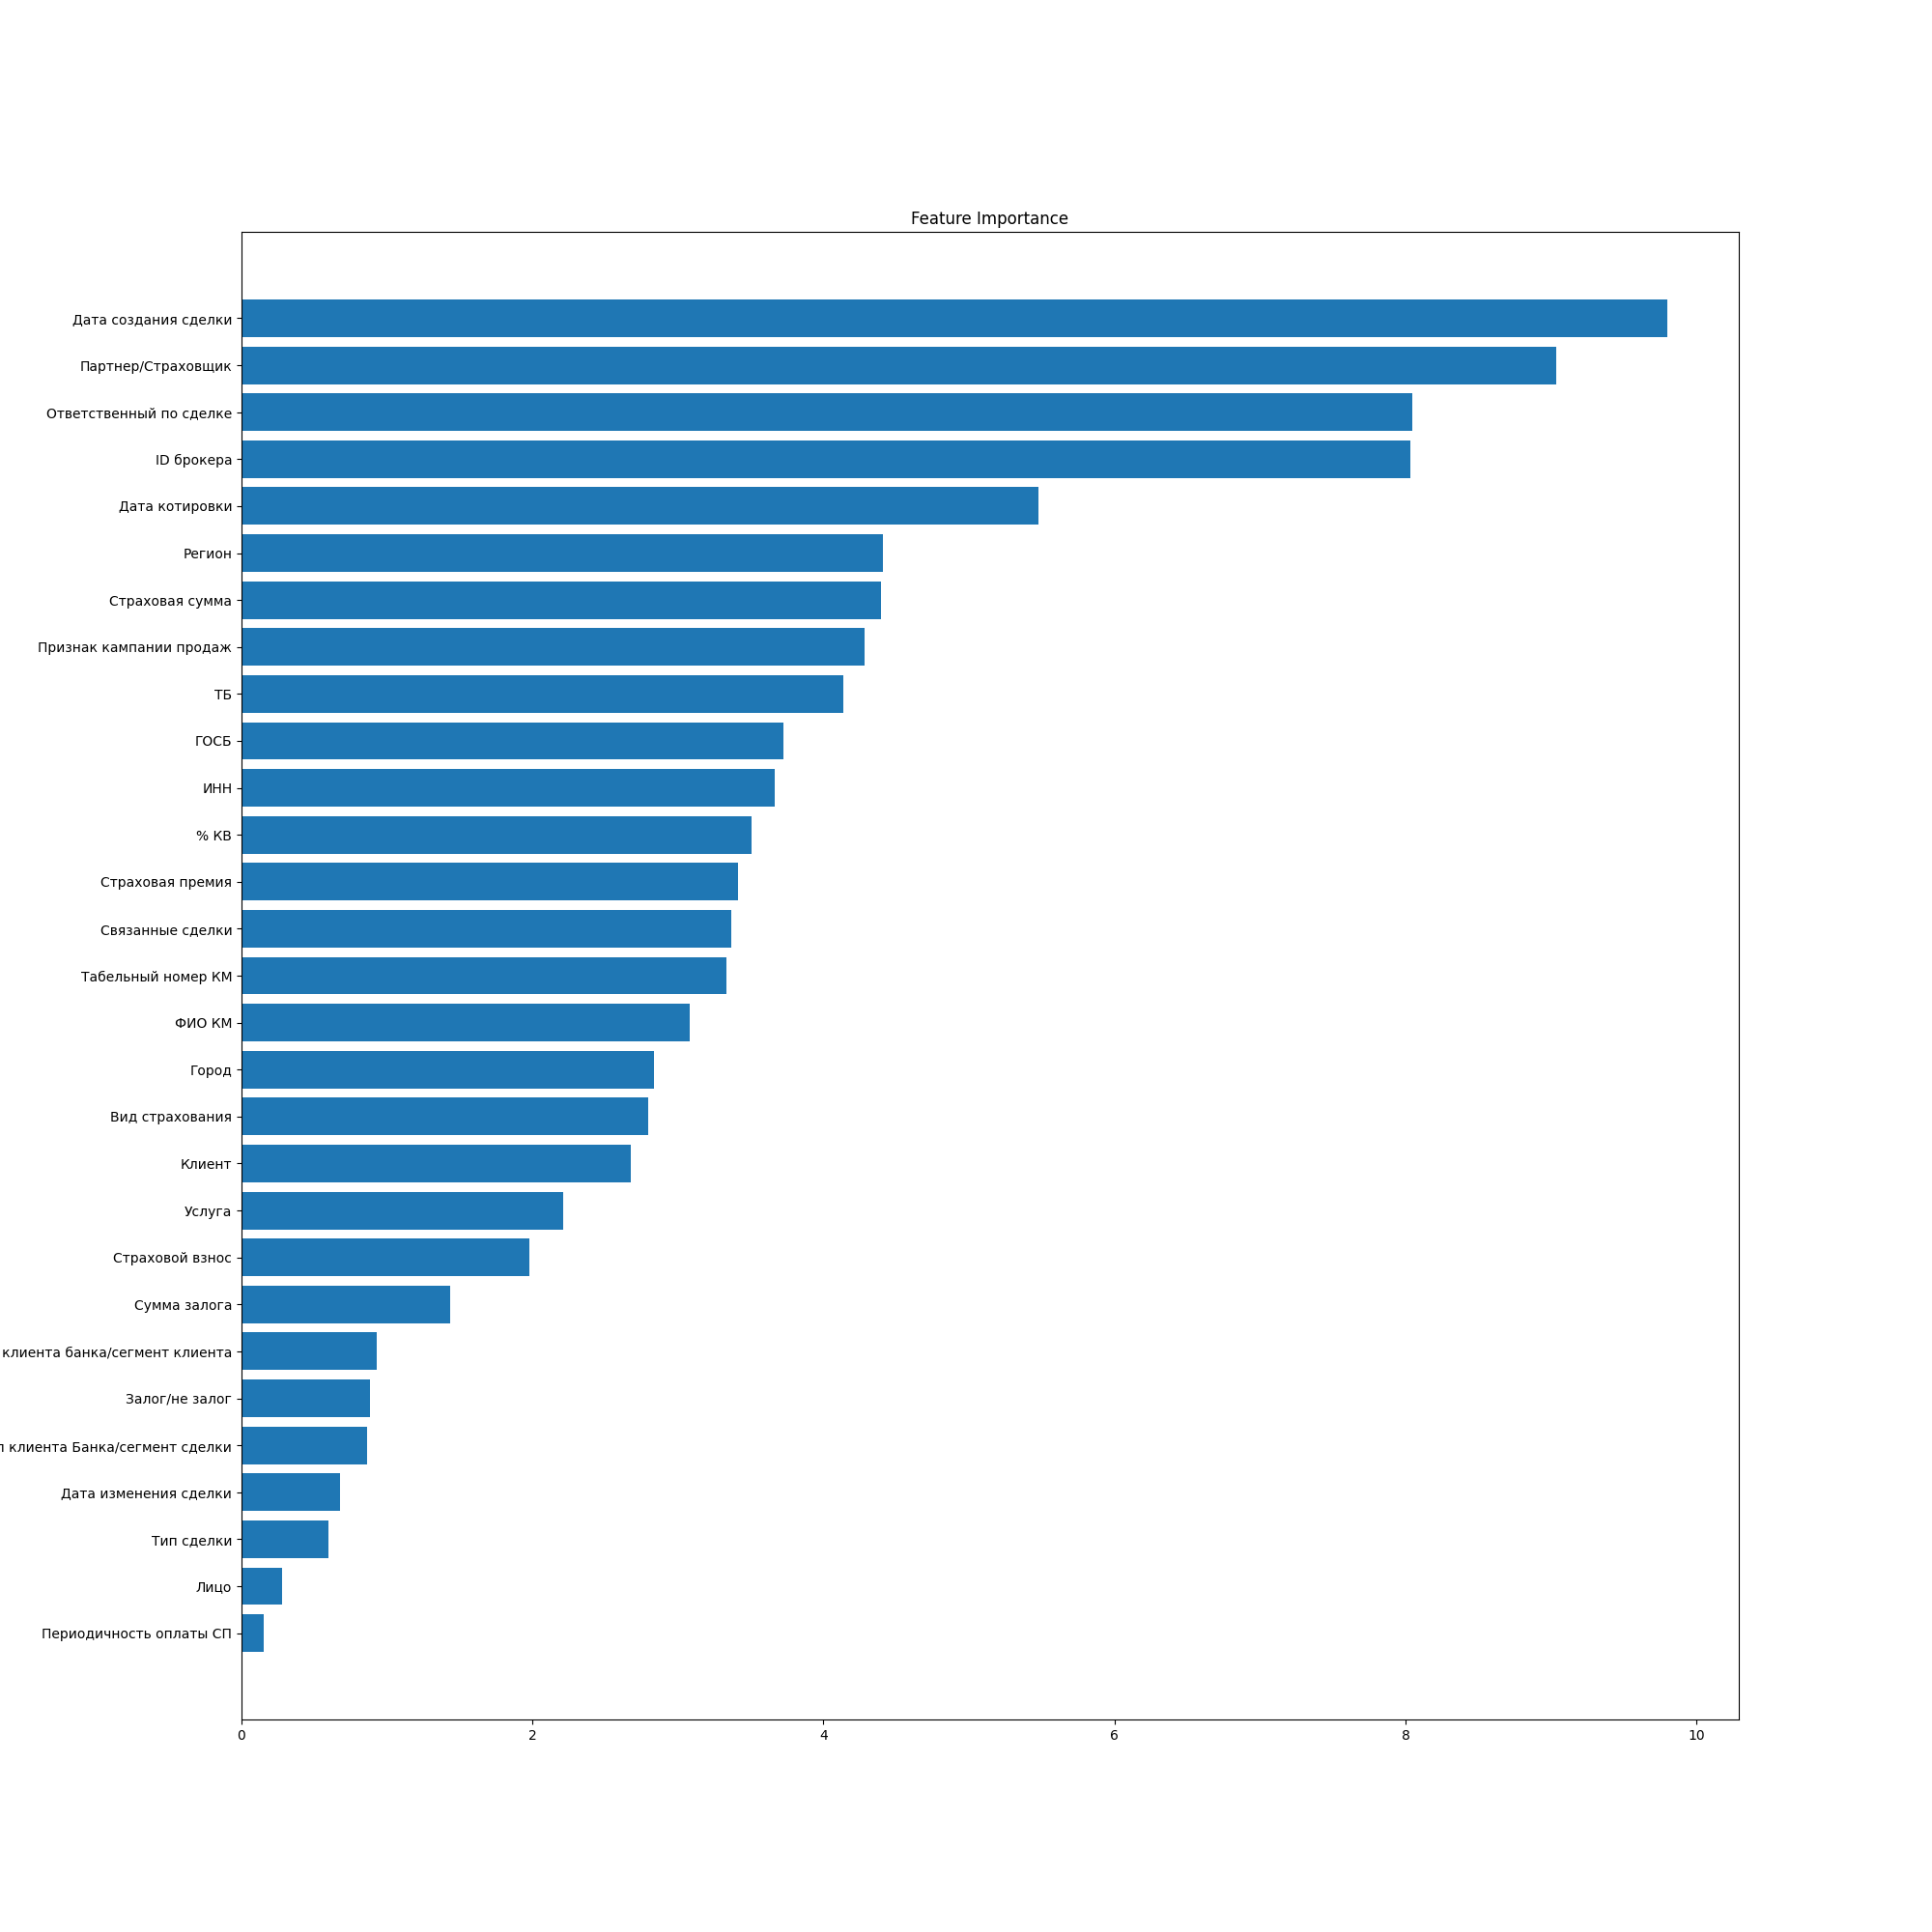 Feature Importance
Дата создания сделки
Партнер/Страховщик
Ответственный по сделке
ID брокера
Дата котировки
Регион
Страховая сумма
Признак кампании продаж
ТБ
ГОСБ
ИНН
% КВ
Страховая премия
Связанные сделки
Табельный номер КМ
ФИО КМ
Город
Вид страхования
Клиент
Услуга
Страховой взнос
Сумма залога
клиента банка/сегмент клиента
Залог/не залог
клиента Банка/сегмент сделки
Дата изменения сделки
Тип сделки
Лицо
Периодичность оплаты СП
0 2 4 6 8 10